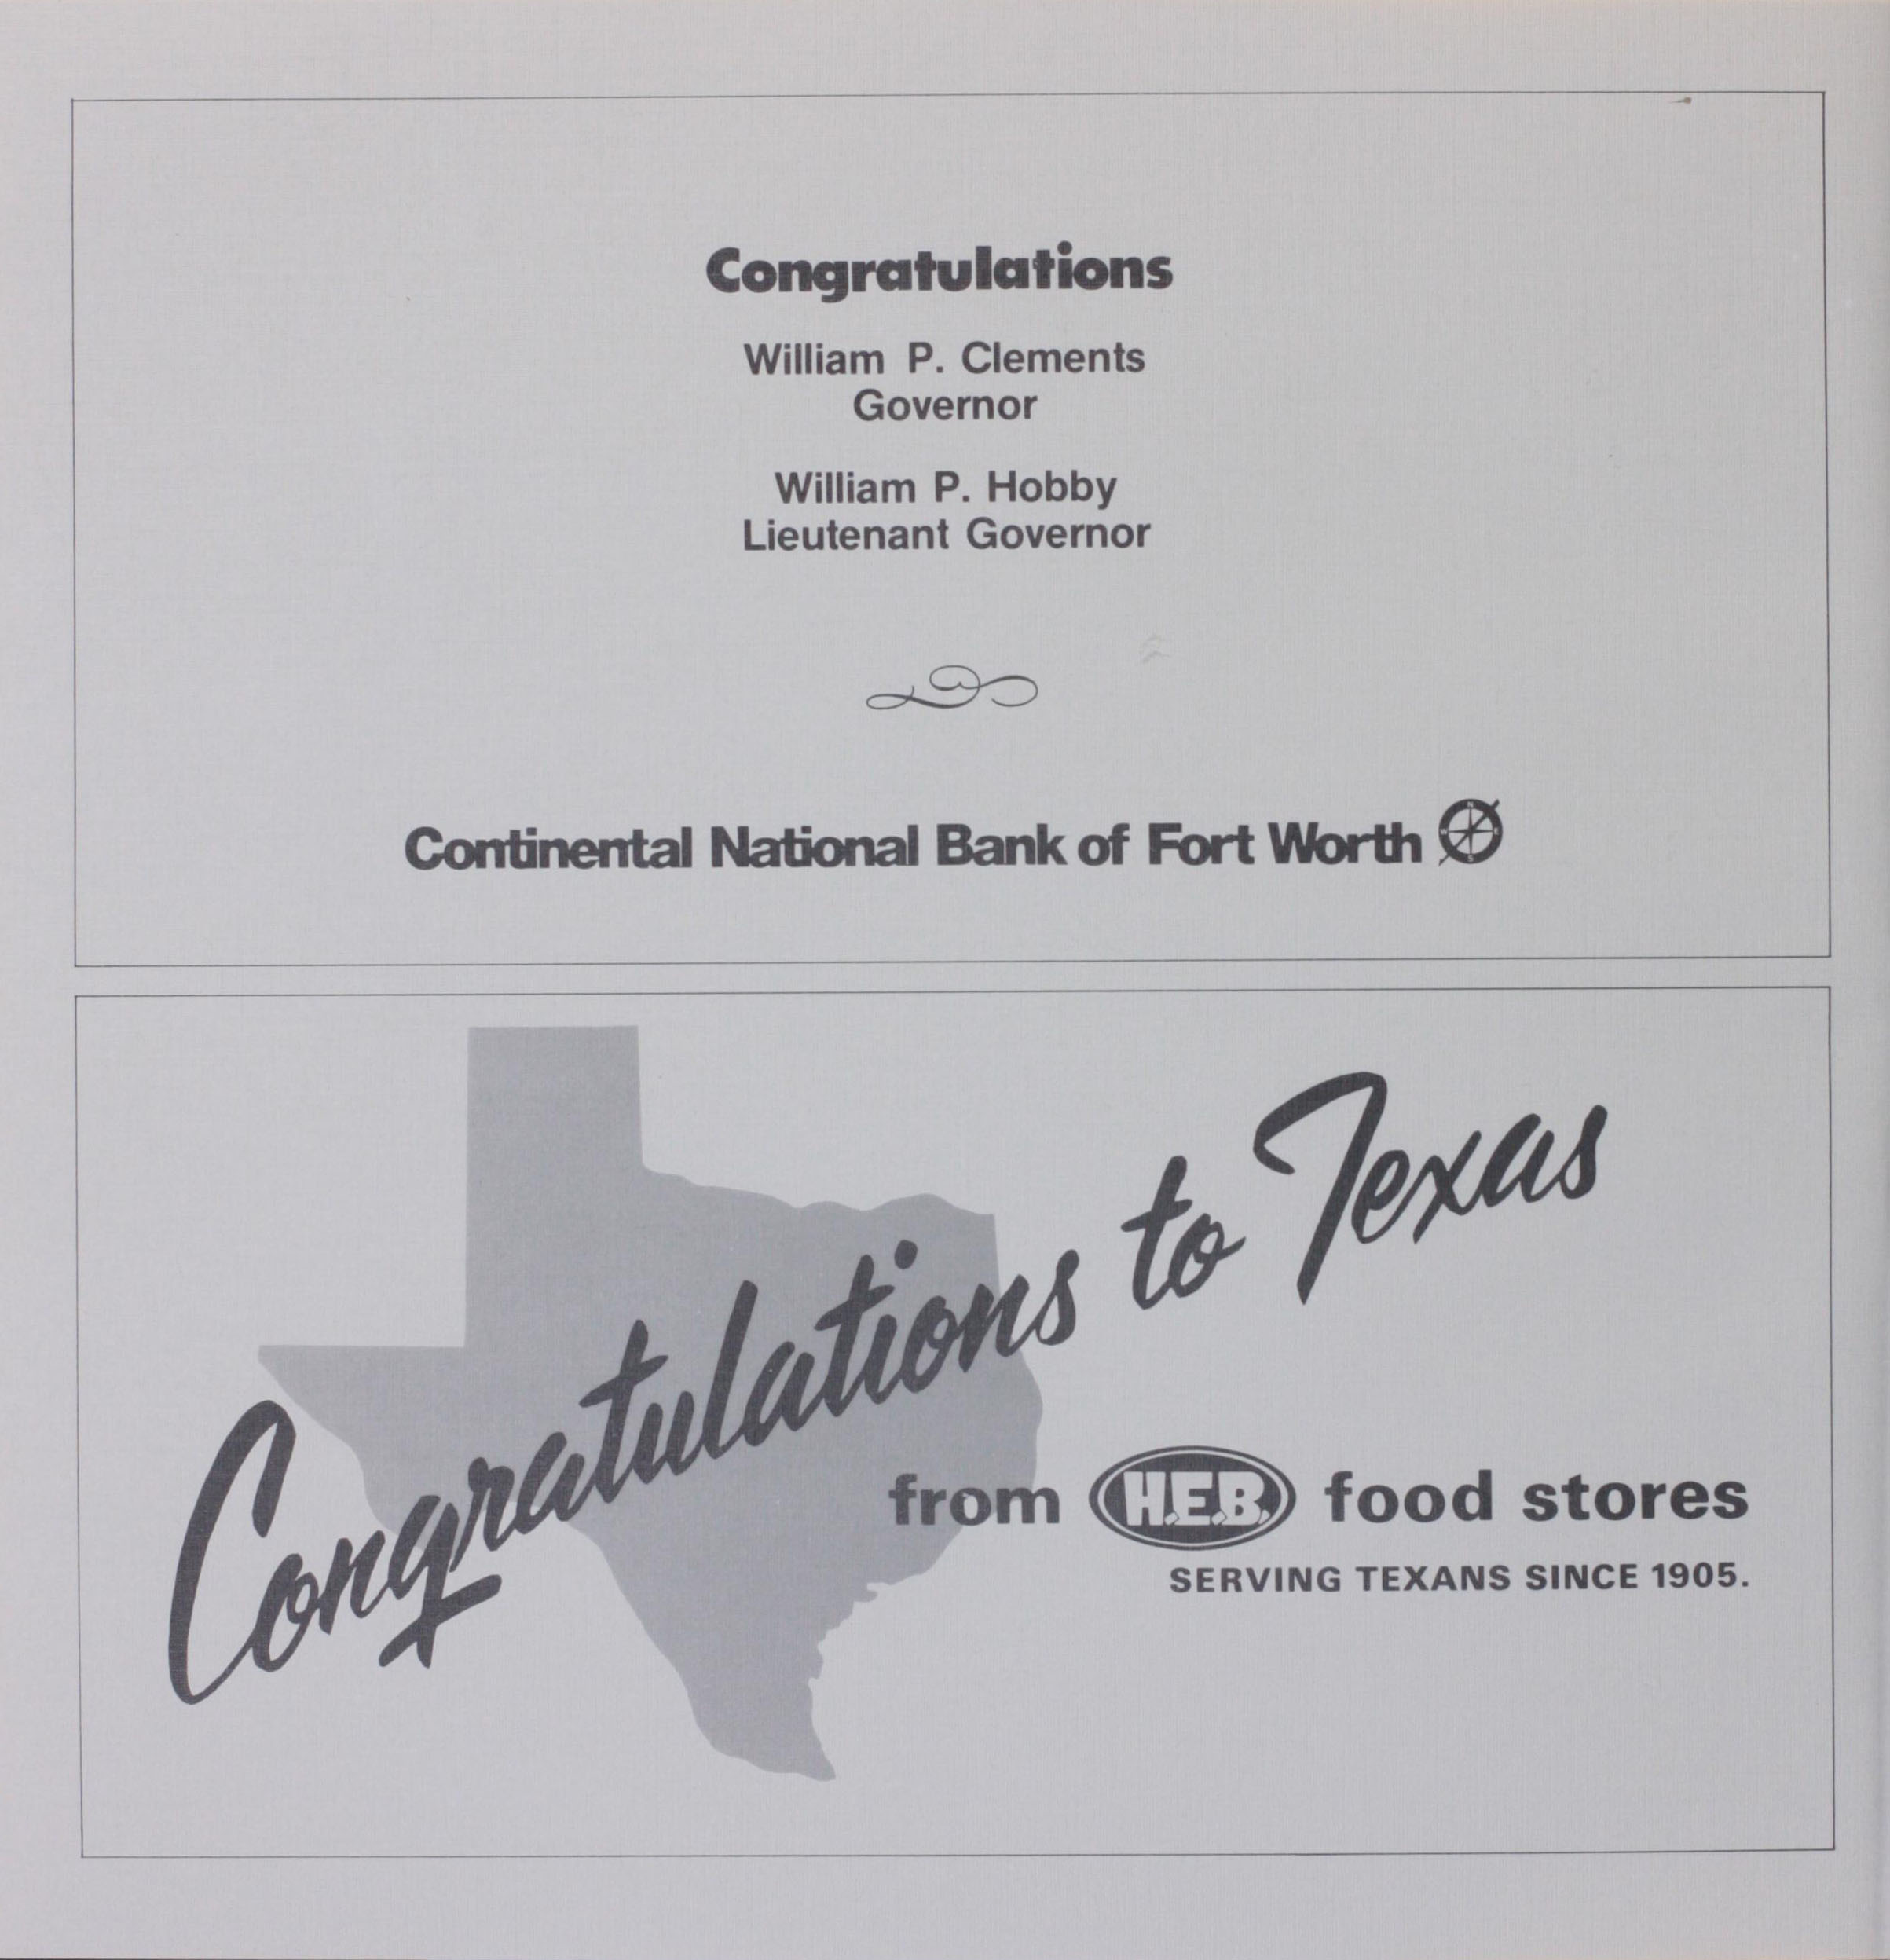 Congratulations
William P. Clements
Governor
William P. Hobby
Lieutenant Governor
Continental National Bank of Fort Worth
Congratulations to Texas
from H.E.B. food stores
SERVING TEXANS SINCE 1905.